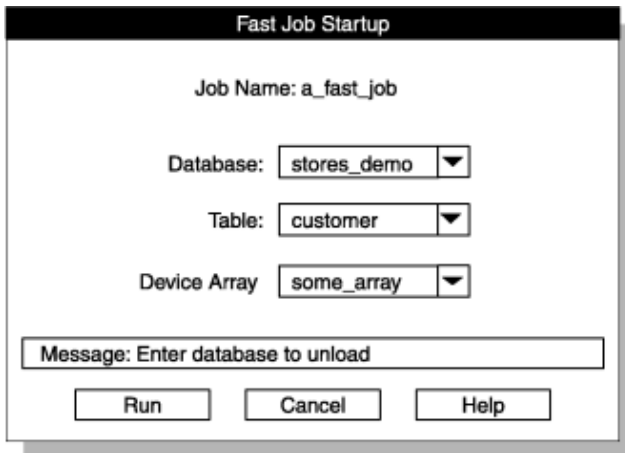 Fast Job Startup
Job Name: a_fast_job
Database: stores_demo
Table: customer
Device Array some_array
Message: Enter database to unload
Run Cancel Help